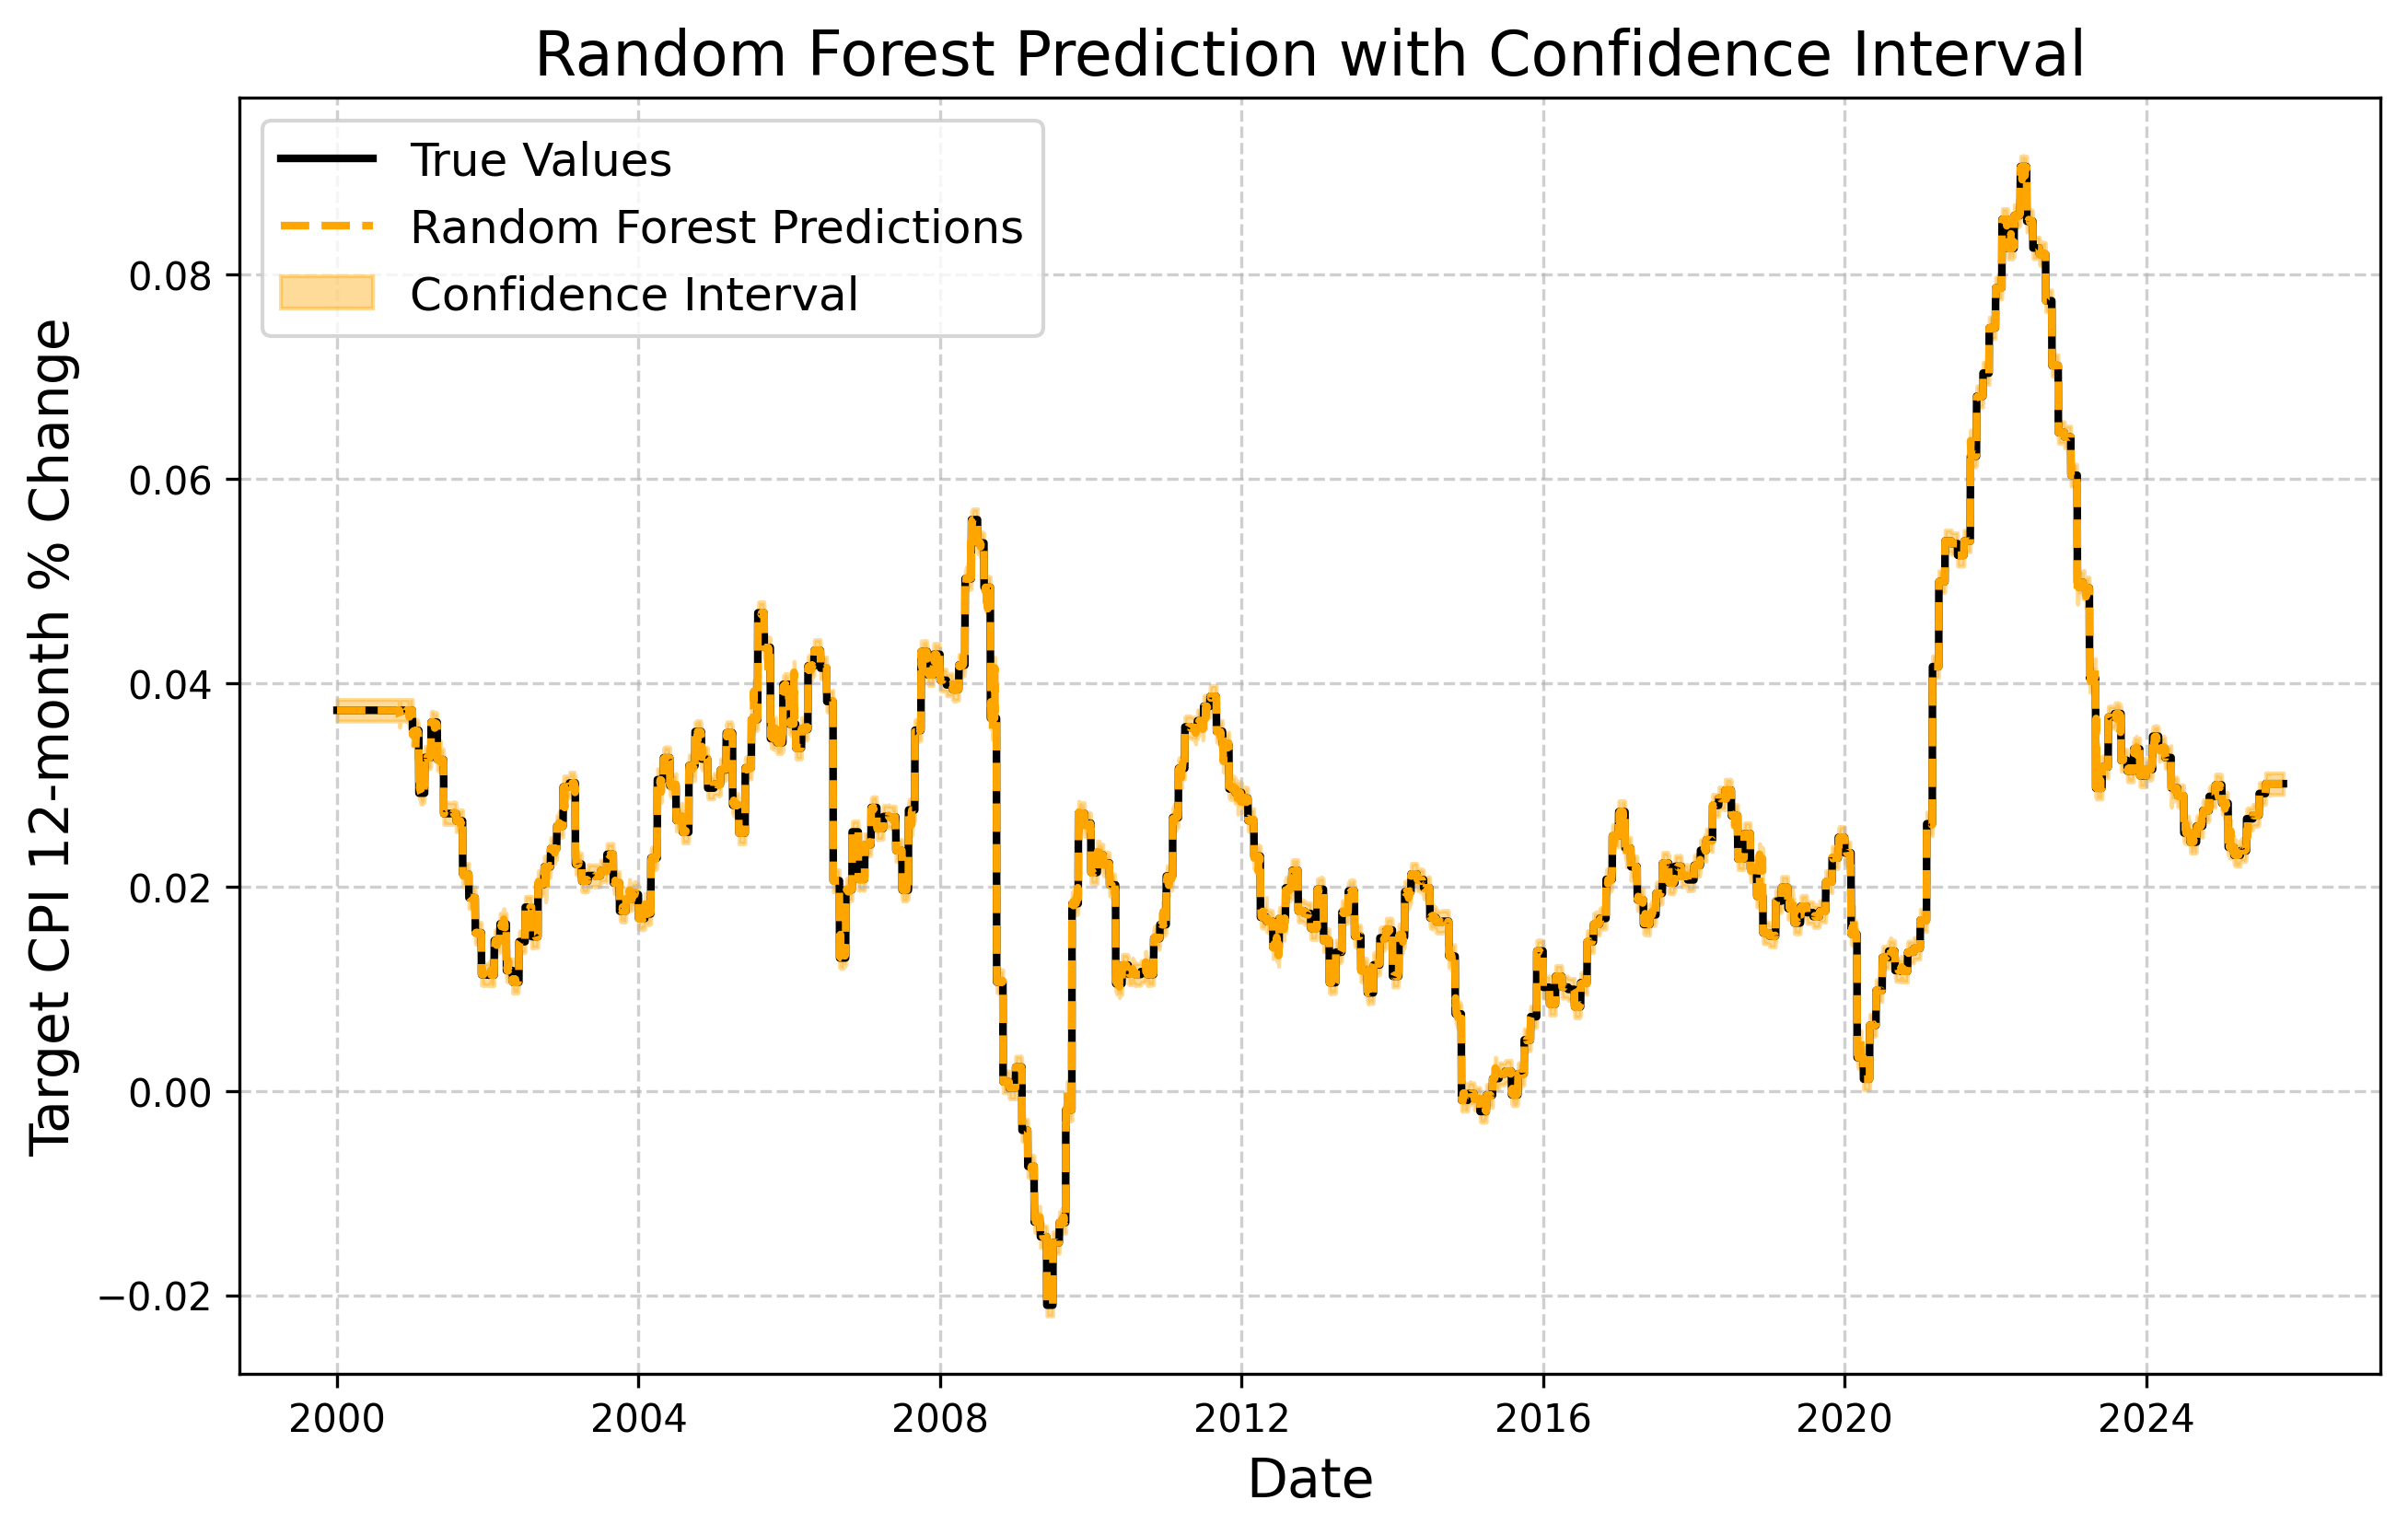 Random Forest Prediction with Confidence Interval
True Values
Random Forest Predictions
Confidence Interval
Target CPI 12-month % Change
0.08
0.06
0.04
0.02
0.00
−0.02
2000 2004 2008 2012 2016 2020 2024
Date